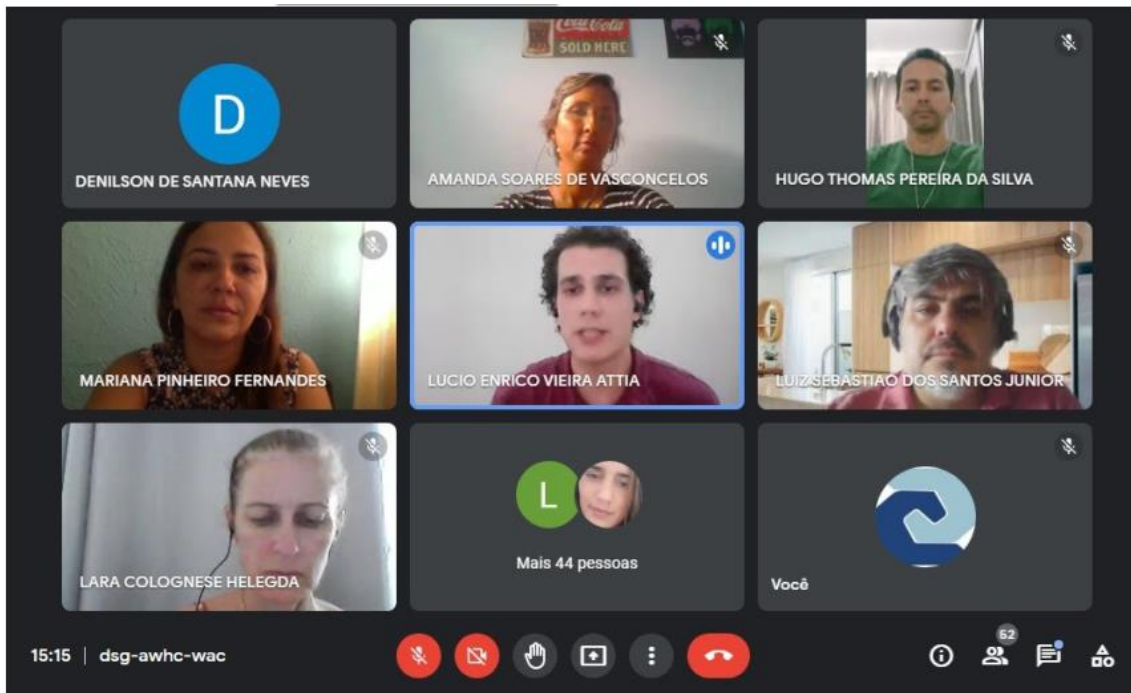 Coca-Cola
SOLD HERE
D
DENILSON DE SANTANA NEVES
AMANDA SOARES DE VASCONCELOS
HUGO THOMAS PEREIRA DA SILVA
MARIANA PINHEIRO FERNANDES
LUCIO ENRICO VIEIRA ATTIA
LUIZ SEBASTIAO DOS SANTOS JUNIOR
LARA COLOGNESE HELEGDA
L
Mais 44 pessoas
Você
15:15 | dsg-awhc-wac
52